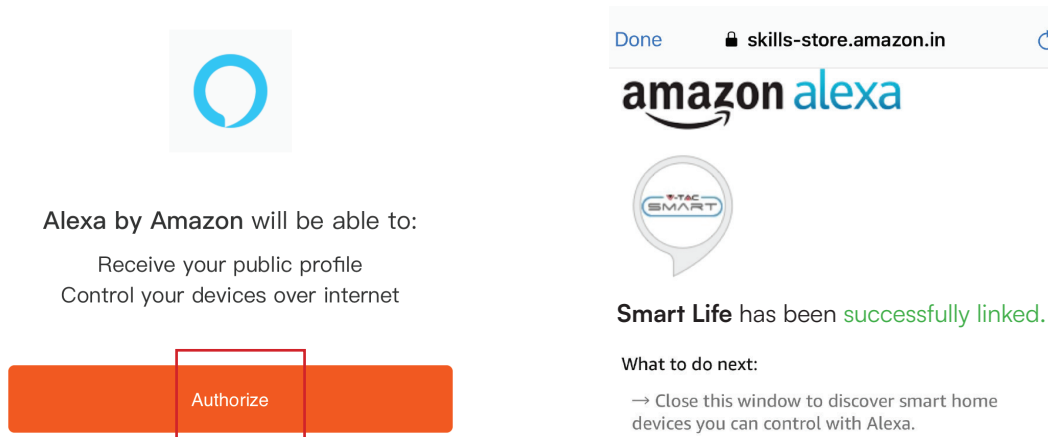 Alexa by Amazon will be able to:
Receive your public profile
Control your devices over internet
Authorize
Done
skills-store.amazon.in
amazon alexa
V-TAC
SMART
Smart Life has been successfully linked.
What to do next:
→ Close this window to discover smart home
devices you can control with Alexa.